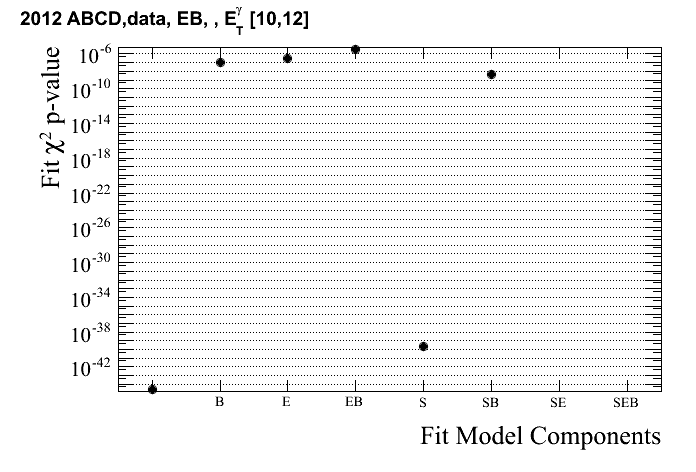 2012 ABCD,data, EB, , E_T^γ [10,12]
Fit χ² p-value
10⁻⁶
10⁻¹⁰
10⁻¹⁴
10⁻¹⁸
10⁻²²
10⁻²⁶
10⁻³⁰
10⁻³⁴
10⁻³⁸
10⁻⁴²
B E EB S SB SE SEB
Fit Model Components